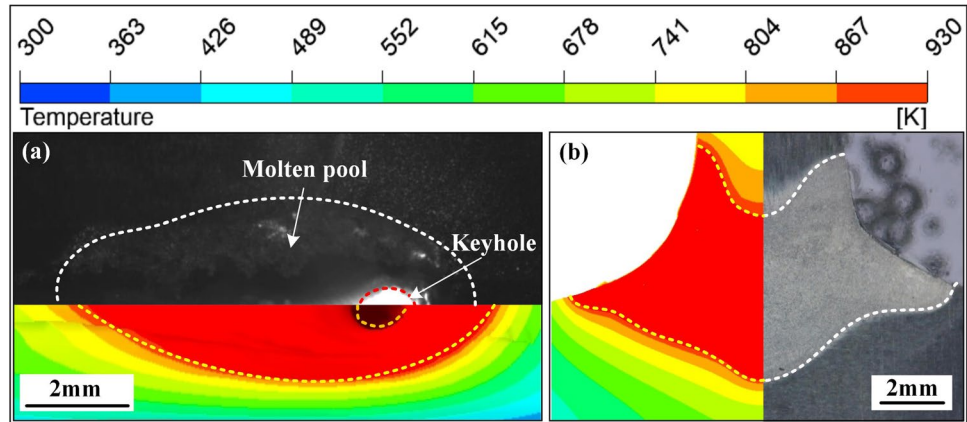 300 363 426 489 552 615 678 741 804 867 930
Temperature [K]
(a)
Molten pool
Keyhole
2mm
(b)
2mm